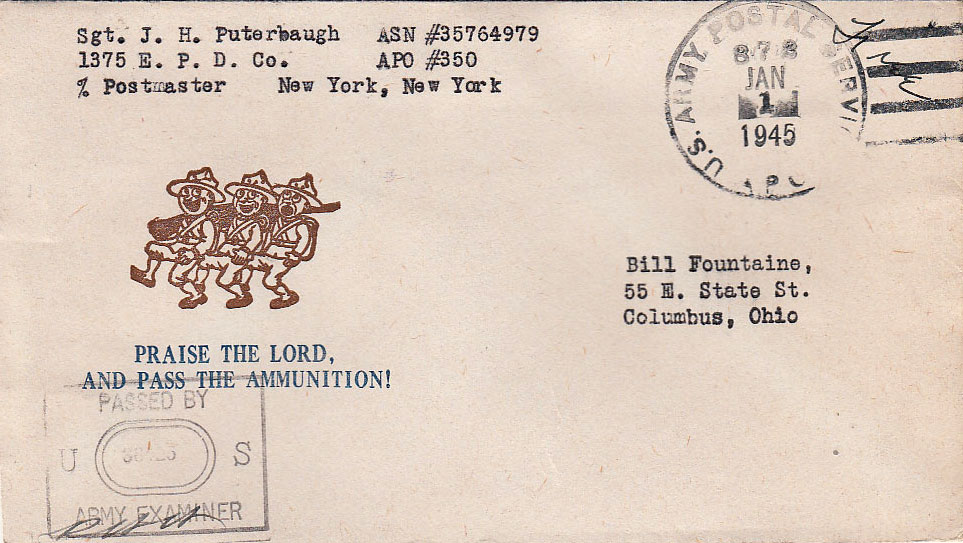 Sgt. J. H. Puterbaugh ASN #35764979
1375 E. P. D. Co. APO #350
% Postmaster New York, New York
U.S. ARMY POSTAL
JAN
1
1945
APO
Bill Fountaine,
55 E. State St.
Columbus, Ohio
PRAISE THE LORD,
AND PASS THE AMMUNITION!
PASSED BY
U S
ARMY EXAMINER